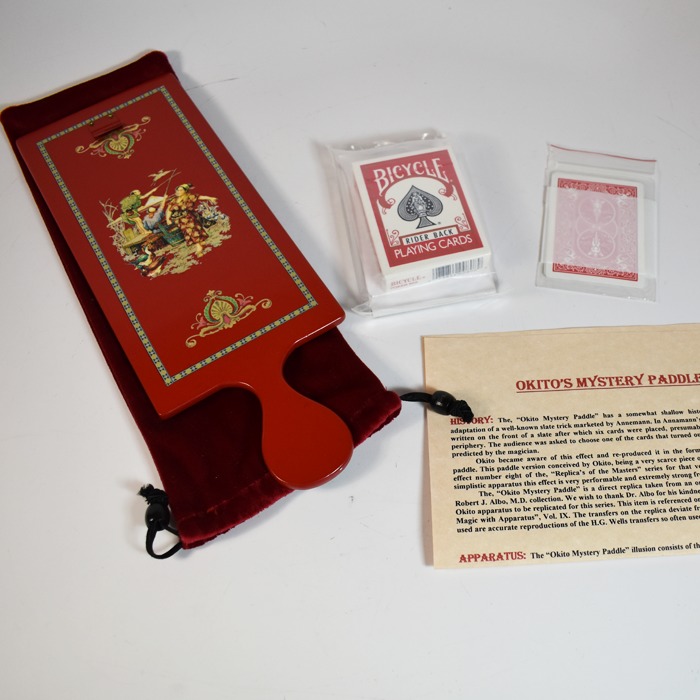 BICYCLE
RIDER BACK
PLAYING CARDS
BICYCLE
OKITO'S MYSTERY PADDLE
HISTORY: The, "Okito Mystery Paddle" has a somewhat shallow
adaptation of a well-known slate trick marketed by Annemann. In Annemann's
written on the front of a slate after which six cards were placed,
periphery. The audience was asked to choose one of the cards that turned
predicted by the magician.
Okito became aware of this effect and re-produced it in the form
paddle. This paddle version conceived by Okito, being a very scarce piece
effect number eight of the, "Replica's of the Masters" series for that
simplistic apparatus this effect is very performable and extremely strong
The, "Okito Mystery Paddle" is a direct replica taken from an
Robert J. Albo, M.D. collection. We wish to thank Dr. Albo for his
Okito apparatus to be replicated for this series. This item is referenced
Magic with Apparatus", Vol. IX. The transfers on the replica deviate
used are accurate reproductions of the H.G. Wells transfers so often
APPARATUS: The "Okito Mystery Paddle" illusion consists of